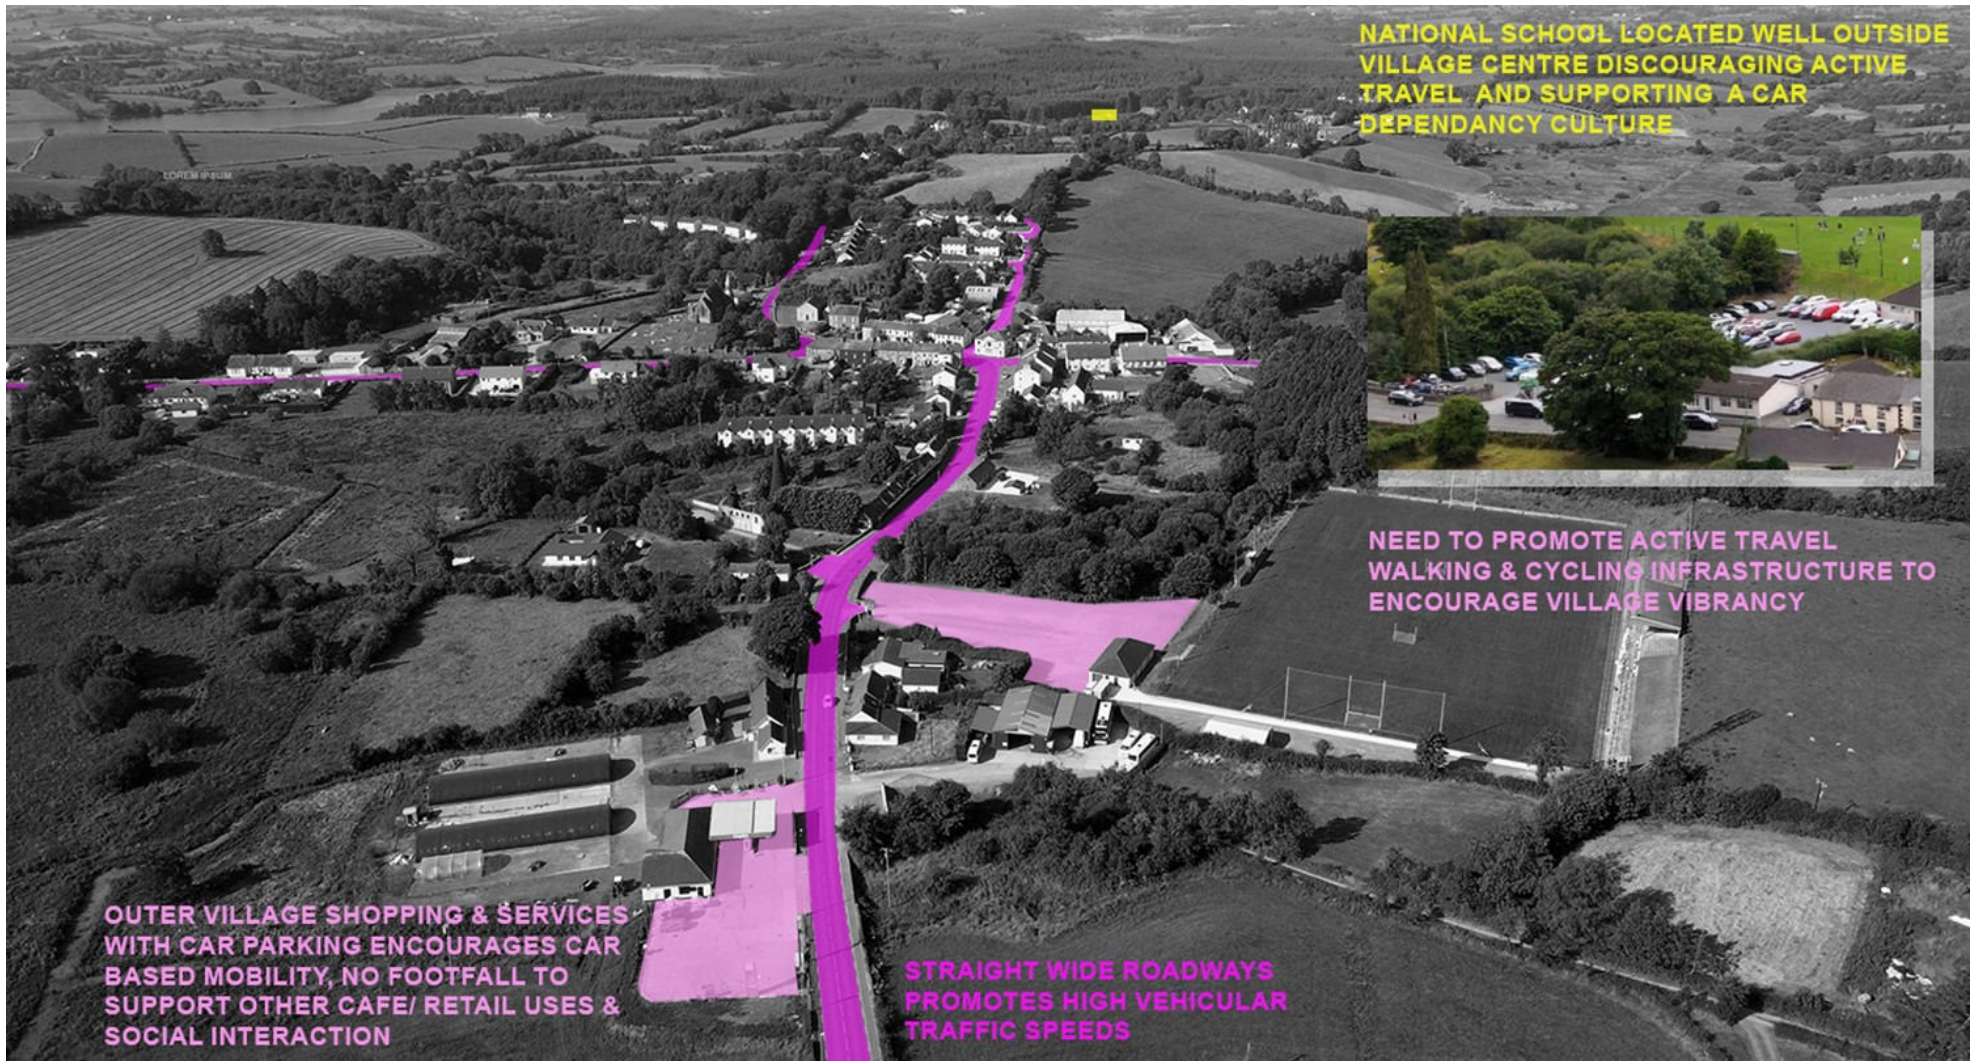 NATIONAL SCHOOL LOCATED WELL OUTSIDE
VILLAGE CENTRE DISCOURAGING ACTIVE
TRAVEL AND SUPPORTING A CAR
DEPENDANCY CULTURE
LOREM IPSUM
NEED TO PROMOTE ACTIVE TRAVEL
WALKING & CYCLING INFRASTRUCTURE TO
ENCOURAGE VILLAGE VIBRANCY
OUTER VILLAGE SHOPPING & SERVICES
WITH CAR PARKING ENCOURAGES CAR
BASED MOBILITY, NO FOOTFALL TO
SUPPORT OTHER CAFE/ RETAIL USES &
SOCIAL INTERACTION
STRAIGHT WIDE ROADWAYS
PROMOTES HIGH VEHICULAR
TRAFFIC SPEEDS